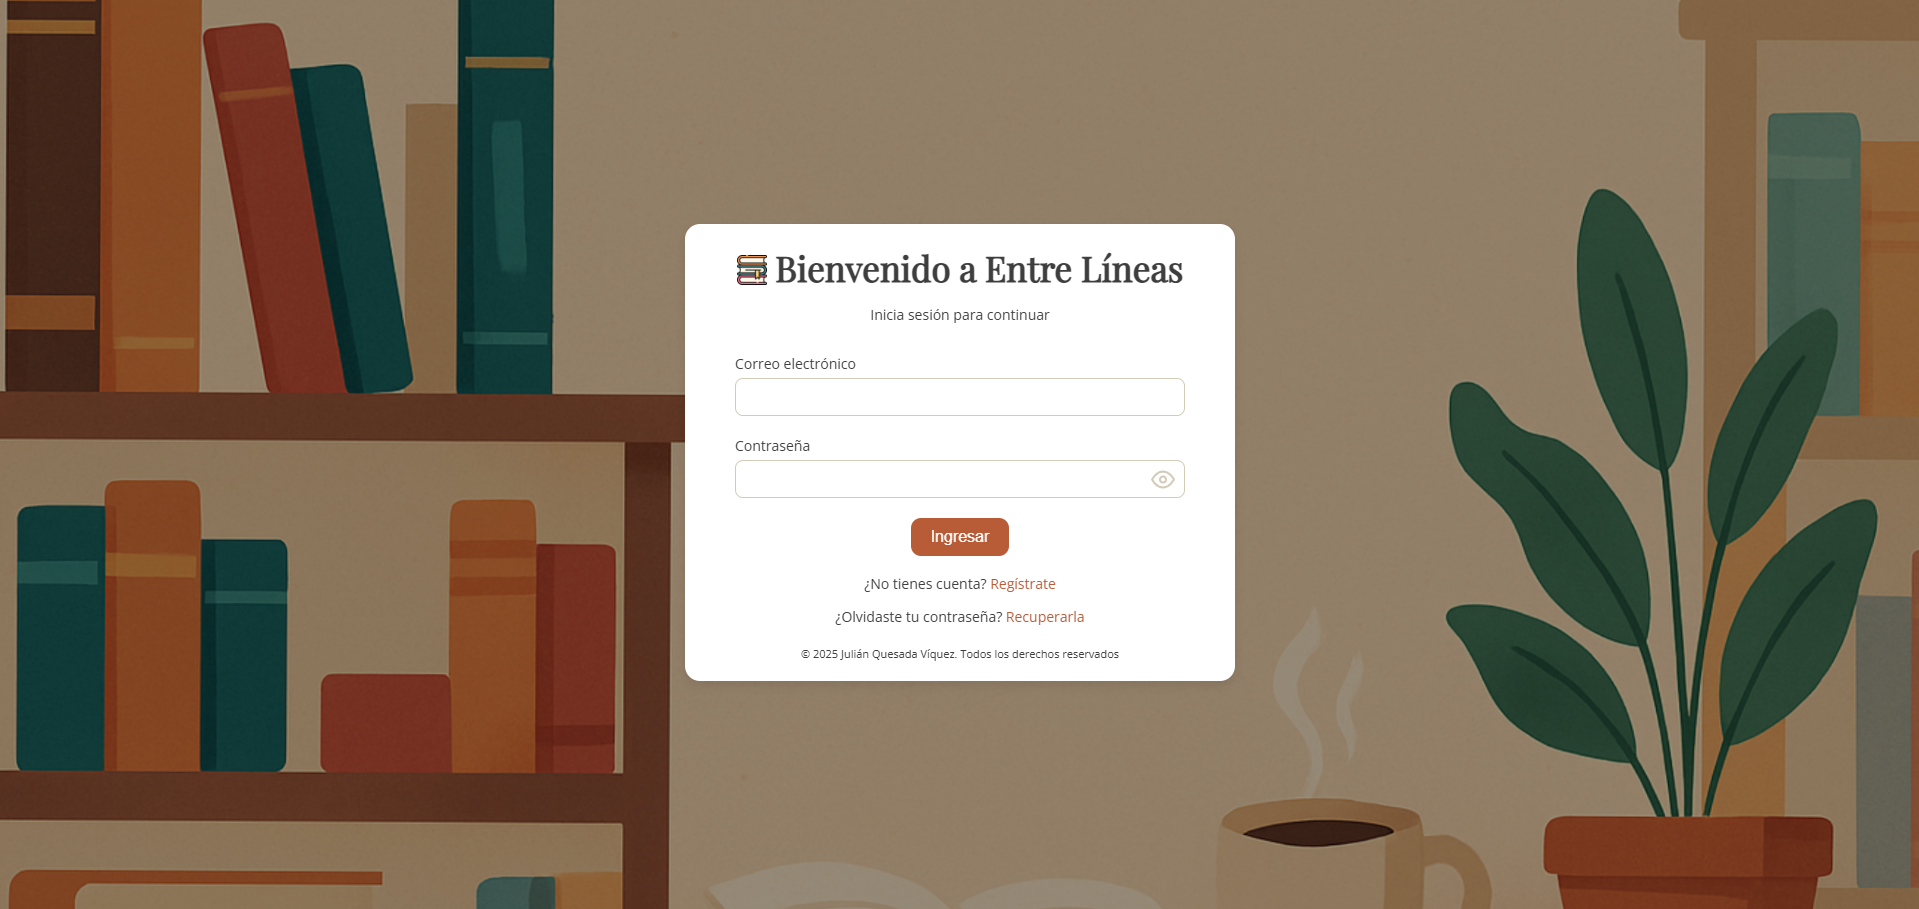 Bienvenido a Entre Líneas
Inicia sesión para continuar
Correo electrónico
Contraseña
Ingresar
¿No tienes cuenta? Regístrate
¿Olvidaste tu contraseña? Recuperarla
© 2025 Julián Quesada Víquez. Todos los derechos reservados